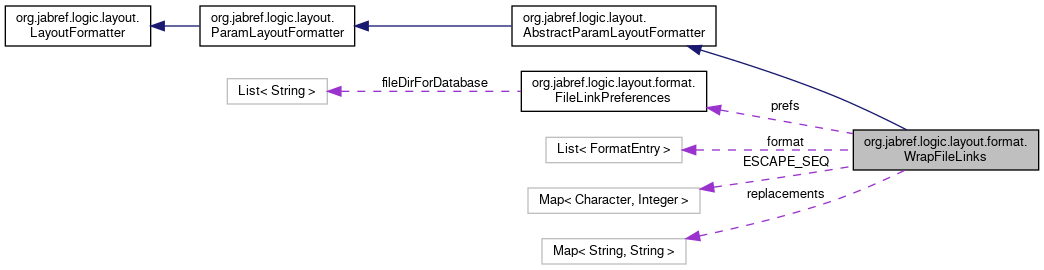 org.jabref.logic.layout.
LayoutFormatter
org.jabref.logic.layout.
ParamLayoutFormatter
org.jabref.logic.layout.
AbstractParamLayoutFormatter
List< String >
fileDirForDatabase
org.jabref.logic.layout.format.
FileLinkPreferences
prefs
List< FormatEntry >
format
org.jabref.logic.layout.format.
WrapFileLinks
ESCAPE_SEQ
Map< Character, Integer >
replacements
Map< String, String >